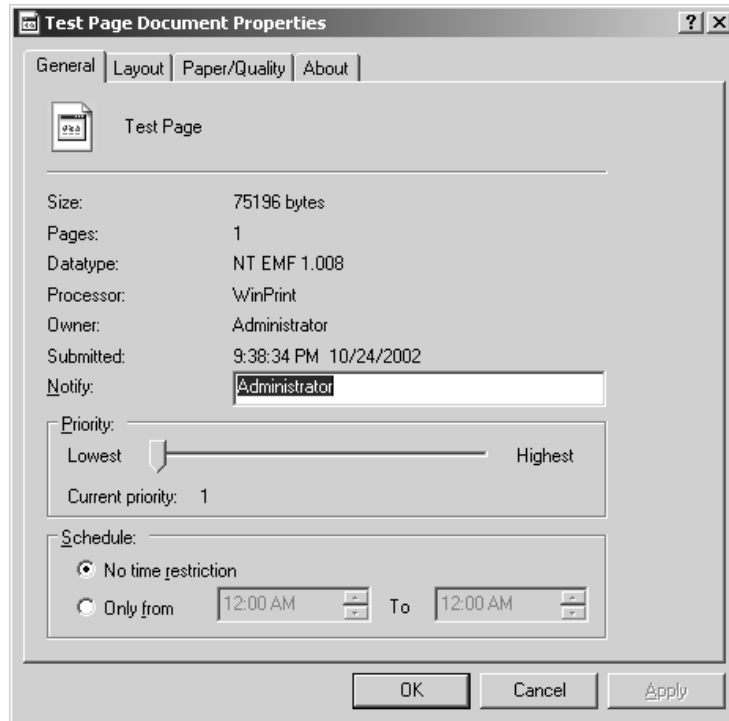 Test Page Document Properties ? X
General Layout Paper/Quality About
Test Page
Size: 75196 bytes
Pages: 1
Datatype: NT EMF 1.008
Processor: WinPrint
Owner: Administrator
Submitted: 9:38:34 PM 10/24/2002
Notify: Administrator
Priority:
Lowest Highest
Current priority: 1
Schedule:
No time restriction
Only from 12:00 AM To 12:00 AM
OK Cancel Apply